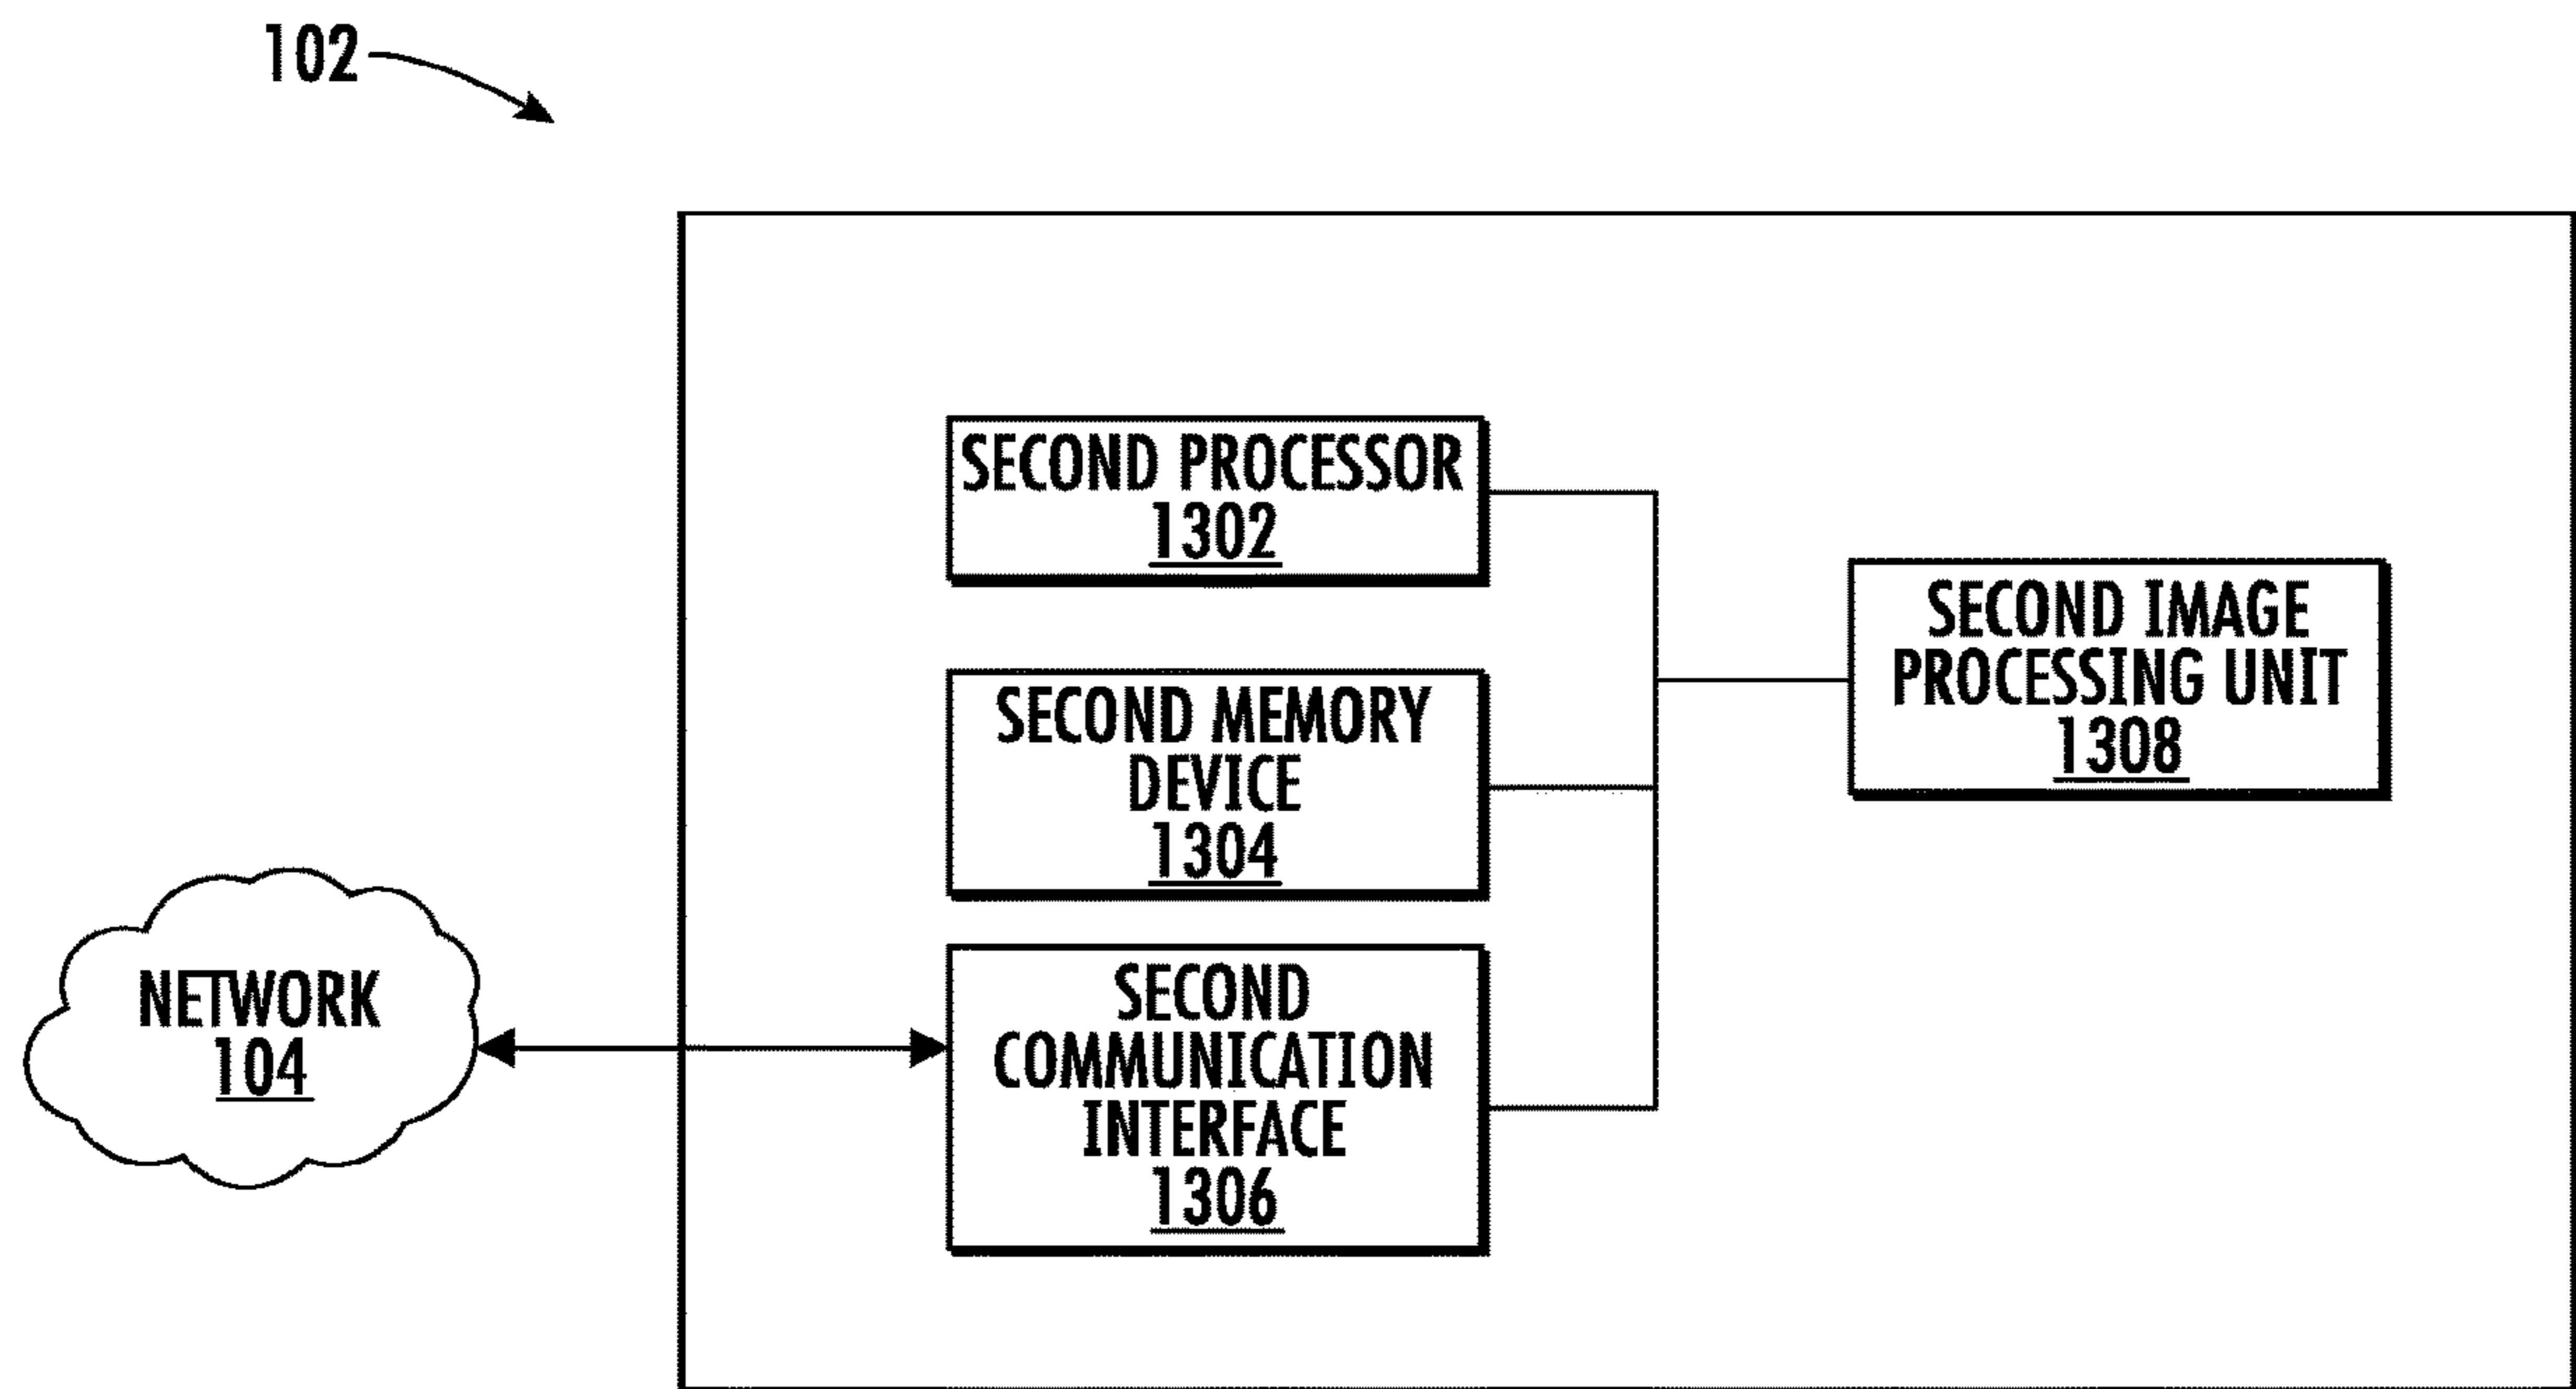 102
SECOND PROCESSOR
1302
SECOND MEMORY
DEVICE
1304
SECOND
COMMUNICATION
INTERFACE
1306
SECOND IMAGE
PROCESSING UNIT
1308
NETWORK
104